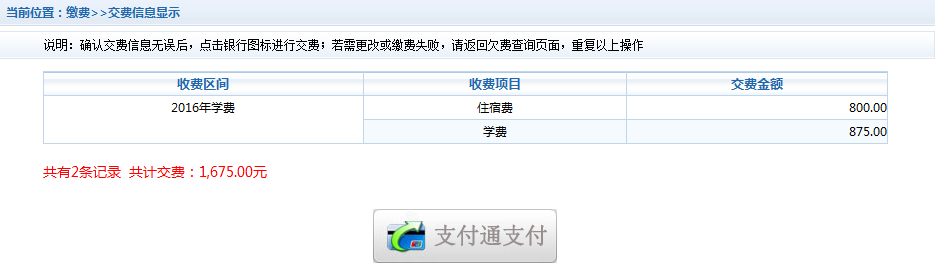 当前位置：缴费>>交费信息显示
说明：确认交费信息无误后，点击银行图标进行交费；若需更改或缴费失败，请返回欠费查询页面，重复以上操作
收费区间 收费项目 交费金额
2016年学费 住宿费 800.00
学费 875.00
共有2条记录 共计交费：1,675.00元
支付通支付